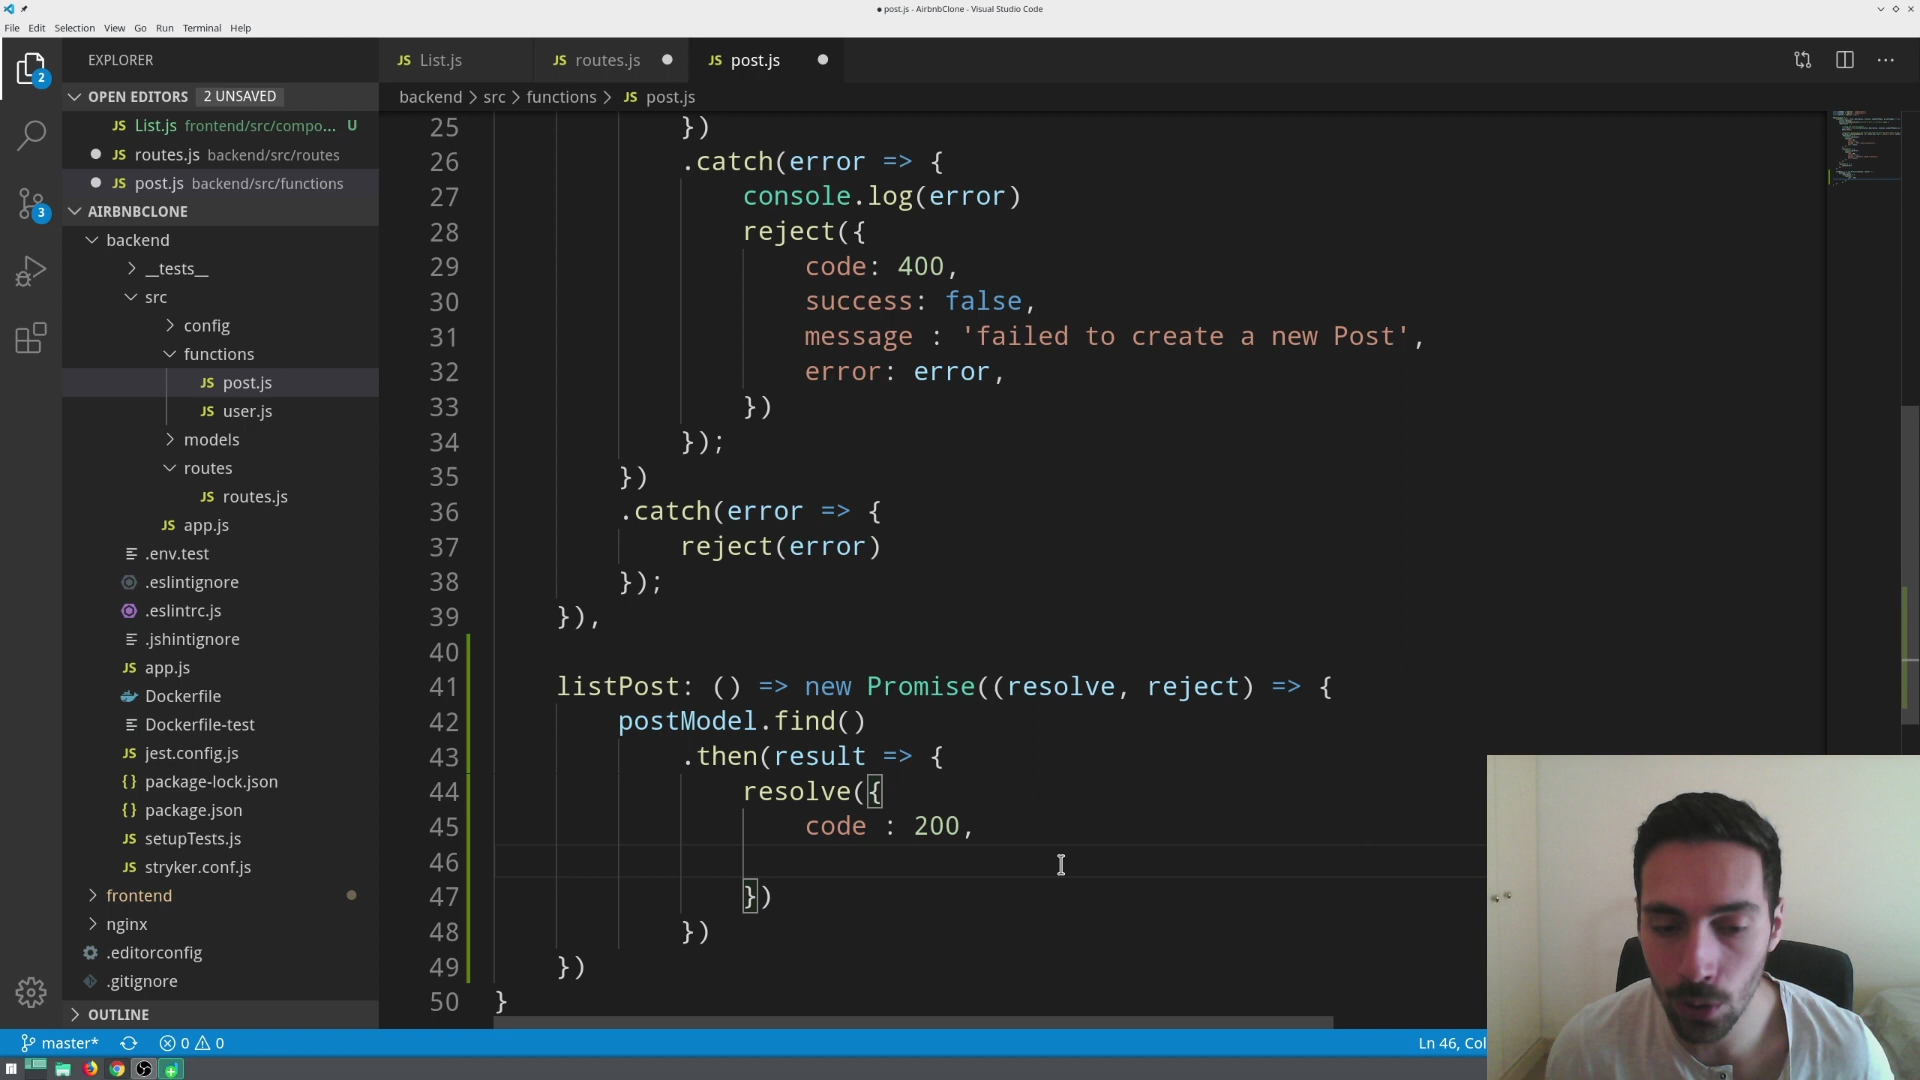 post.js - AirbnbClone - Visual Studio Code
File Edit Selection View Go Run Terminal Help
EXPLORER
JS List.js
JS routes.js
JS post.js
OPEN EDITORS 2 UNSAVED
backend > src > functions > JS post.js
JS List.js frontend/src/compo... U
JS routes.js backend/src/routes
JS post.js backend/src/functions
AIRBNBCLONE
backend
__tests__
src
config
functions
JS post.js
JS user.js
models
routes
JS routes.js
JS app.js
.env.test
.eslintignore
.eslintrc.js
.jshintignore
JS app.js
Dockerfile
Dockerfile-test
JS jest.config.js
{} package-lock.json
{} package.json
JS setupTests.js
JS stryker.conf.js
frontend
nginx
.editorconfig
.gitignore
OUTLINE
2
3
25 })
26 .catch(error => {
27 console.log(error)
28 reject({
29 code: 400,
30 success: false,
31 message : 'failed to create a new Post',
32 error: error,
33 })
34 });
35 })
36 .catch(error => {
37 reject(error)
38 });
39 }),
40
41 listPost: () => new Promise((resolve, reject) => {
42 postModel.find()
43 .then(result => {
44 resolve({
45 code : 200,
46
47 })
48 })
49 })
50 }
master* 0 0 Ln 46, Col